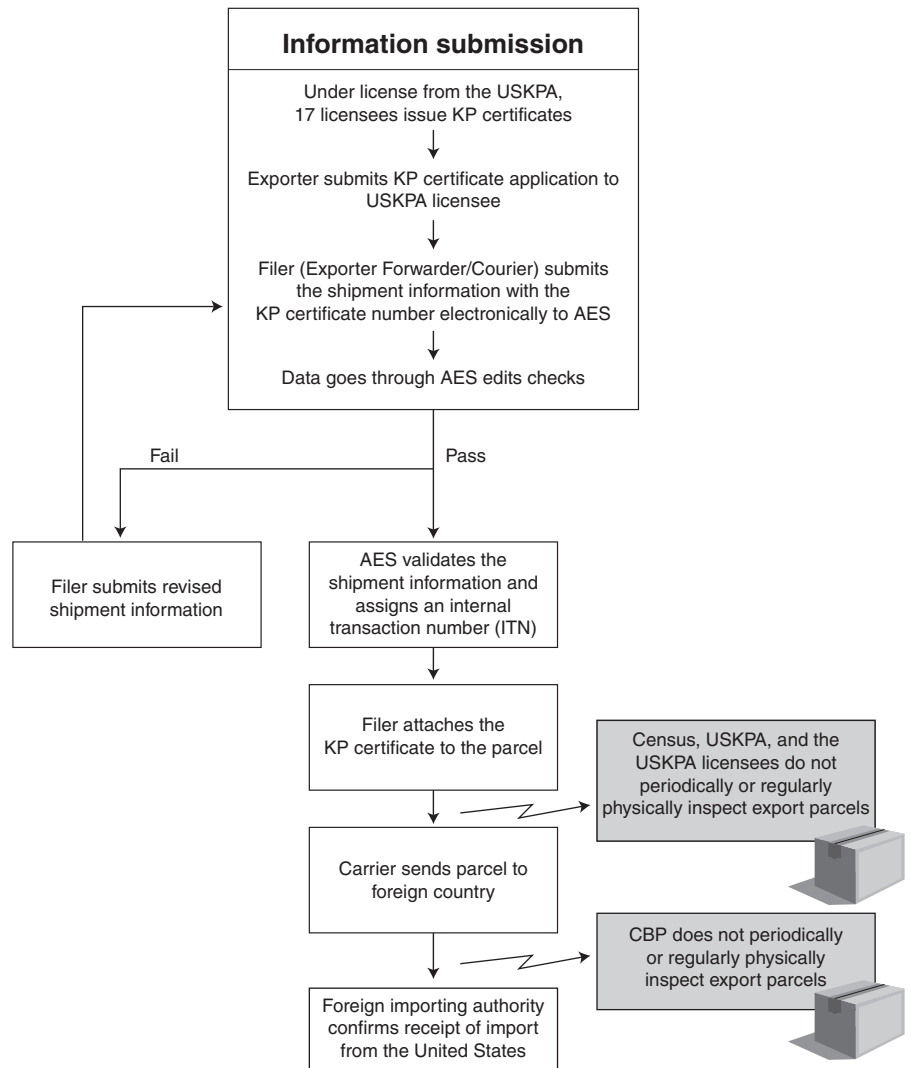 Information submission
Under license from the USKPA,
17 licensees issue KP certificates
Exporter submits KP certificate application to
USKPA licensee
Filer (Exporter Forwarder/Courier) submits
the shipment information with the
KP certificate number electronically to AES
Data goes through AES edits checks
Fail
Pass
Filer submits revised
shipment information
AES validates the
shipment information and
assigns an internal
transaction number (ITN)
Filer attaches the
KP certificate to the parcel
Census, USKPA, and the
USKPA licensees do not
periodically or regularly
physically inspect export parcels
Carrier sends parcel to
foreign country
CBP does not periodically
or regularly physically
inspect export parcels
Foreign importing authority
confirms receipt of import
from the United States